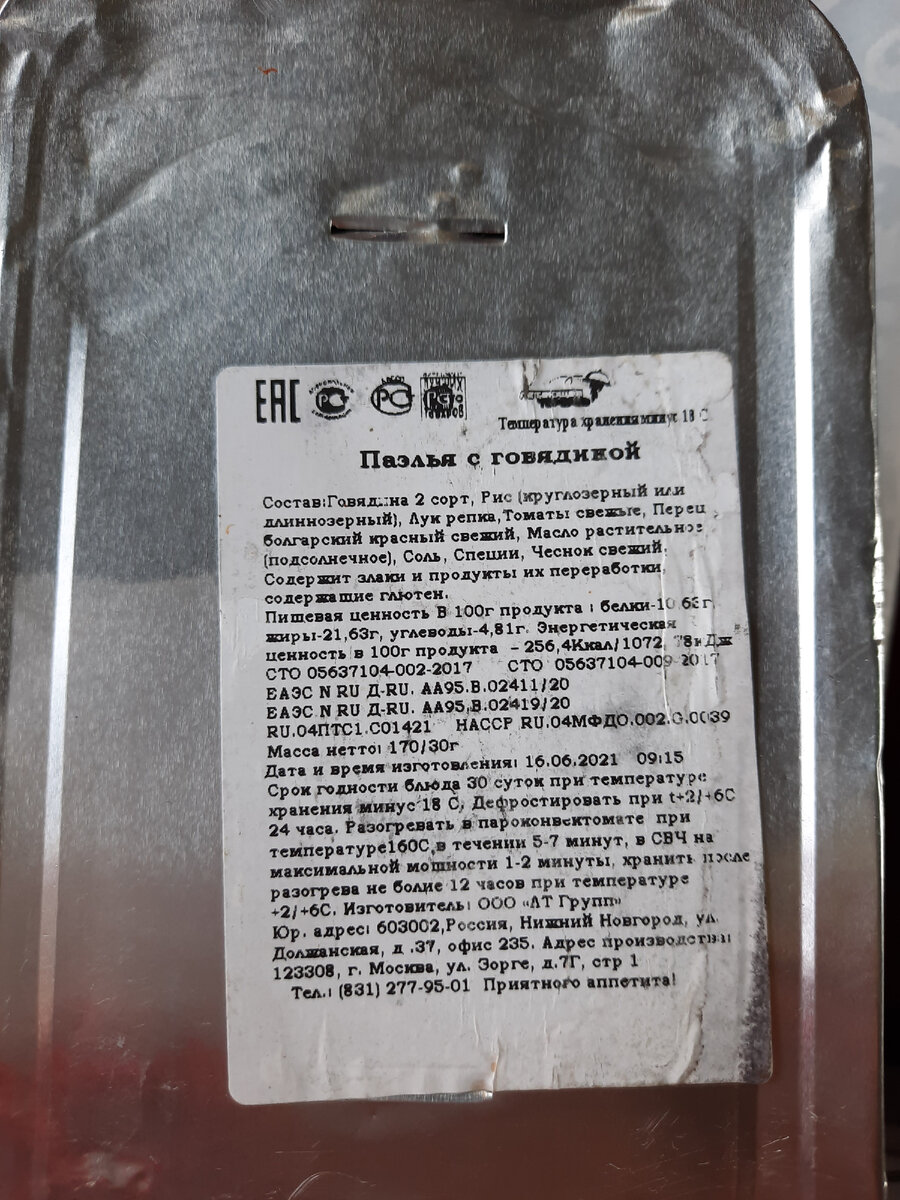 ЕАС
РС
РС
Температура хранения минус 18 С
Паэлья с говядиной
Состав:Говядина 2 сорт, Рис (круглозерный или
длиннозерный), Лук репка,Томаты свежые, Перец
болгарский красный свежий, Масло растительное
(подсолнечное), Соль, Специи, Чеснок свежий.
Содержит злаки и продукты их переработки,
содержащие глютен.
Пищевая ценность В 100г продукта : белки-10,63г,
жиры-21,63г, углеводы-4,81г. Энергетическая
ценность в 100г продукта - 256,4Ккал/1072,78кДж
СТО 05637104-002-2017 СТО 05637104-009-2017
ЕАЭС N RU Д-RU. АА95.В.02411/20
ЕАЭС N RU Д-RU. АА95.В.02419/20
RU.04ПТС1.С01421 НАССР RU.04МФДО.002.G.0039
Масса нетто: 170/30г
Дата и время изготовления: 16.06.2021 09:15
Срок годности блюда 30 суток при температуре
хранения минус 18 С. Дефростировать при t+2/+6С
24 часа. Разогревать в пароконвектомате при
температуре160С,в течении 5-7 минут, в СВЧ на
максимальной мощности 1-2 минуты, хранить после
разогрева не болие 12 часов при температуре
+2/+6С. Изготовитель: ООО «ЛТ Групп»
Юр. адрес: 603002,Россия, Нижний Новгород, ул.
Должанская, д .37, офис 235. Адрес производства:
123308, г. Москва, ул. Зорге, д.7Г, стр 1
Тел.: (831) 277-95-01 Приятного аппетита!